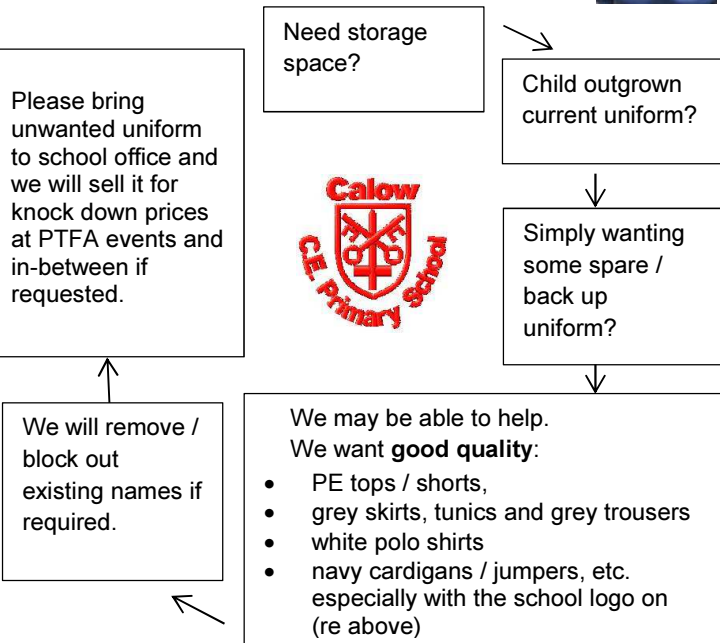 Need storage
space?
Child outgrown
current uniform?
Simply wanting
some spare /
back up
uniform?
We may be able to help.
We want good quality:
• PE tops / shorts,
• grey skirts, tunics and grey trousers
• white polo shirts
• navy cardigans / jumpers, etc.
especially with the school logo on
(re above)
We will remove /
block out
existing names if
required.
Please bring
unwanted uniform
to school office and
we will sell it for
knock down prices
at PTFA events and
in-between if
requested.
Calow
C.E. Primary School